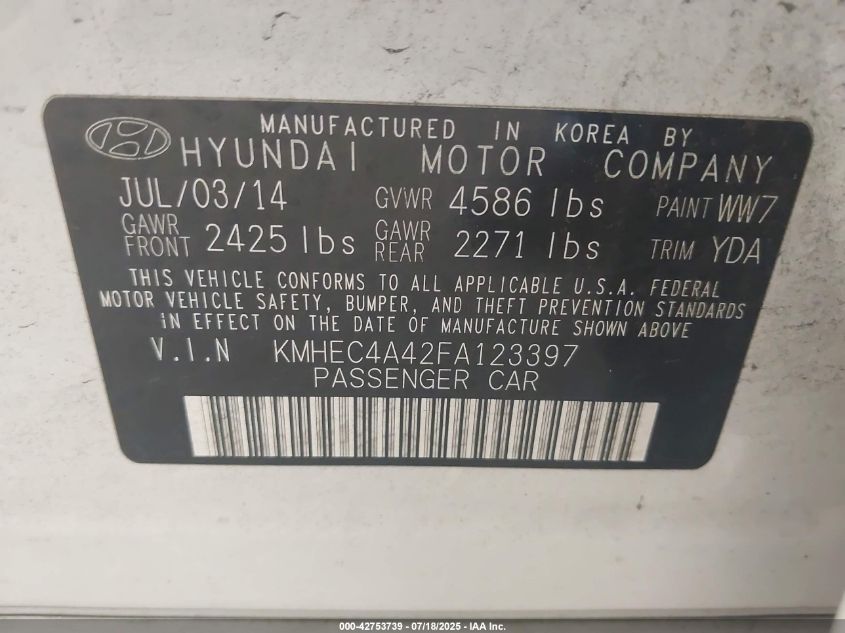 MANUFACTURED IN KOREA BY
HYUNDAI MOTOR COMPANY
JUL/03/14 GVWR 4586 lbs PAINT WW7
GAWR FRONT 2425 lbs GAWR REAR 2271 lbs TRIM YDA
THIS VEHICLE CONFORMS TO ALL APPLICABLE U.S.A. FEDERAL
MOTOR VEHICLE SAFETY, BUMPER, AND THEFT PREVENTION STANDARDS
IN EFFECT ON THE DATE OF MANUFACTURE SHOWN ABOVE
V.I.N KMHEC4A42FA123397
PASSENGER CAR
000-42753739 - 07/18/2025 - IAA Inc.